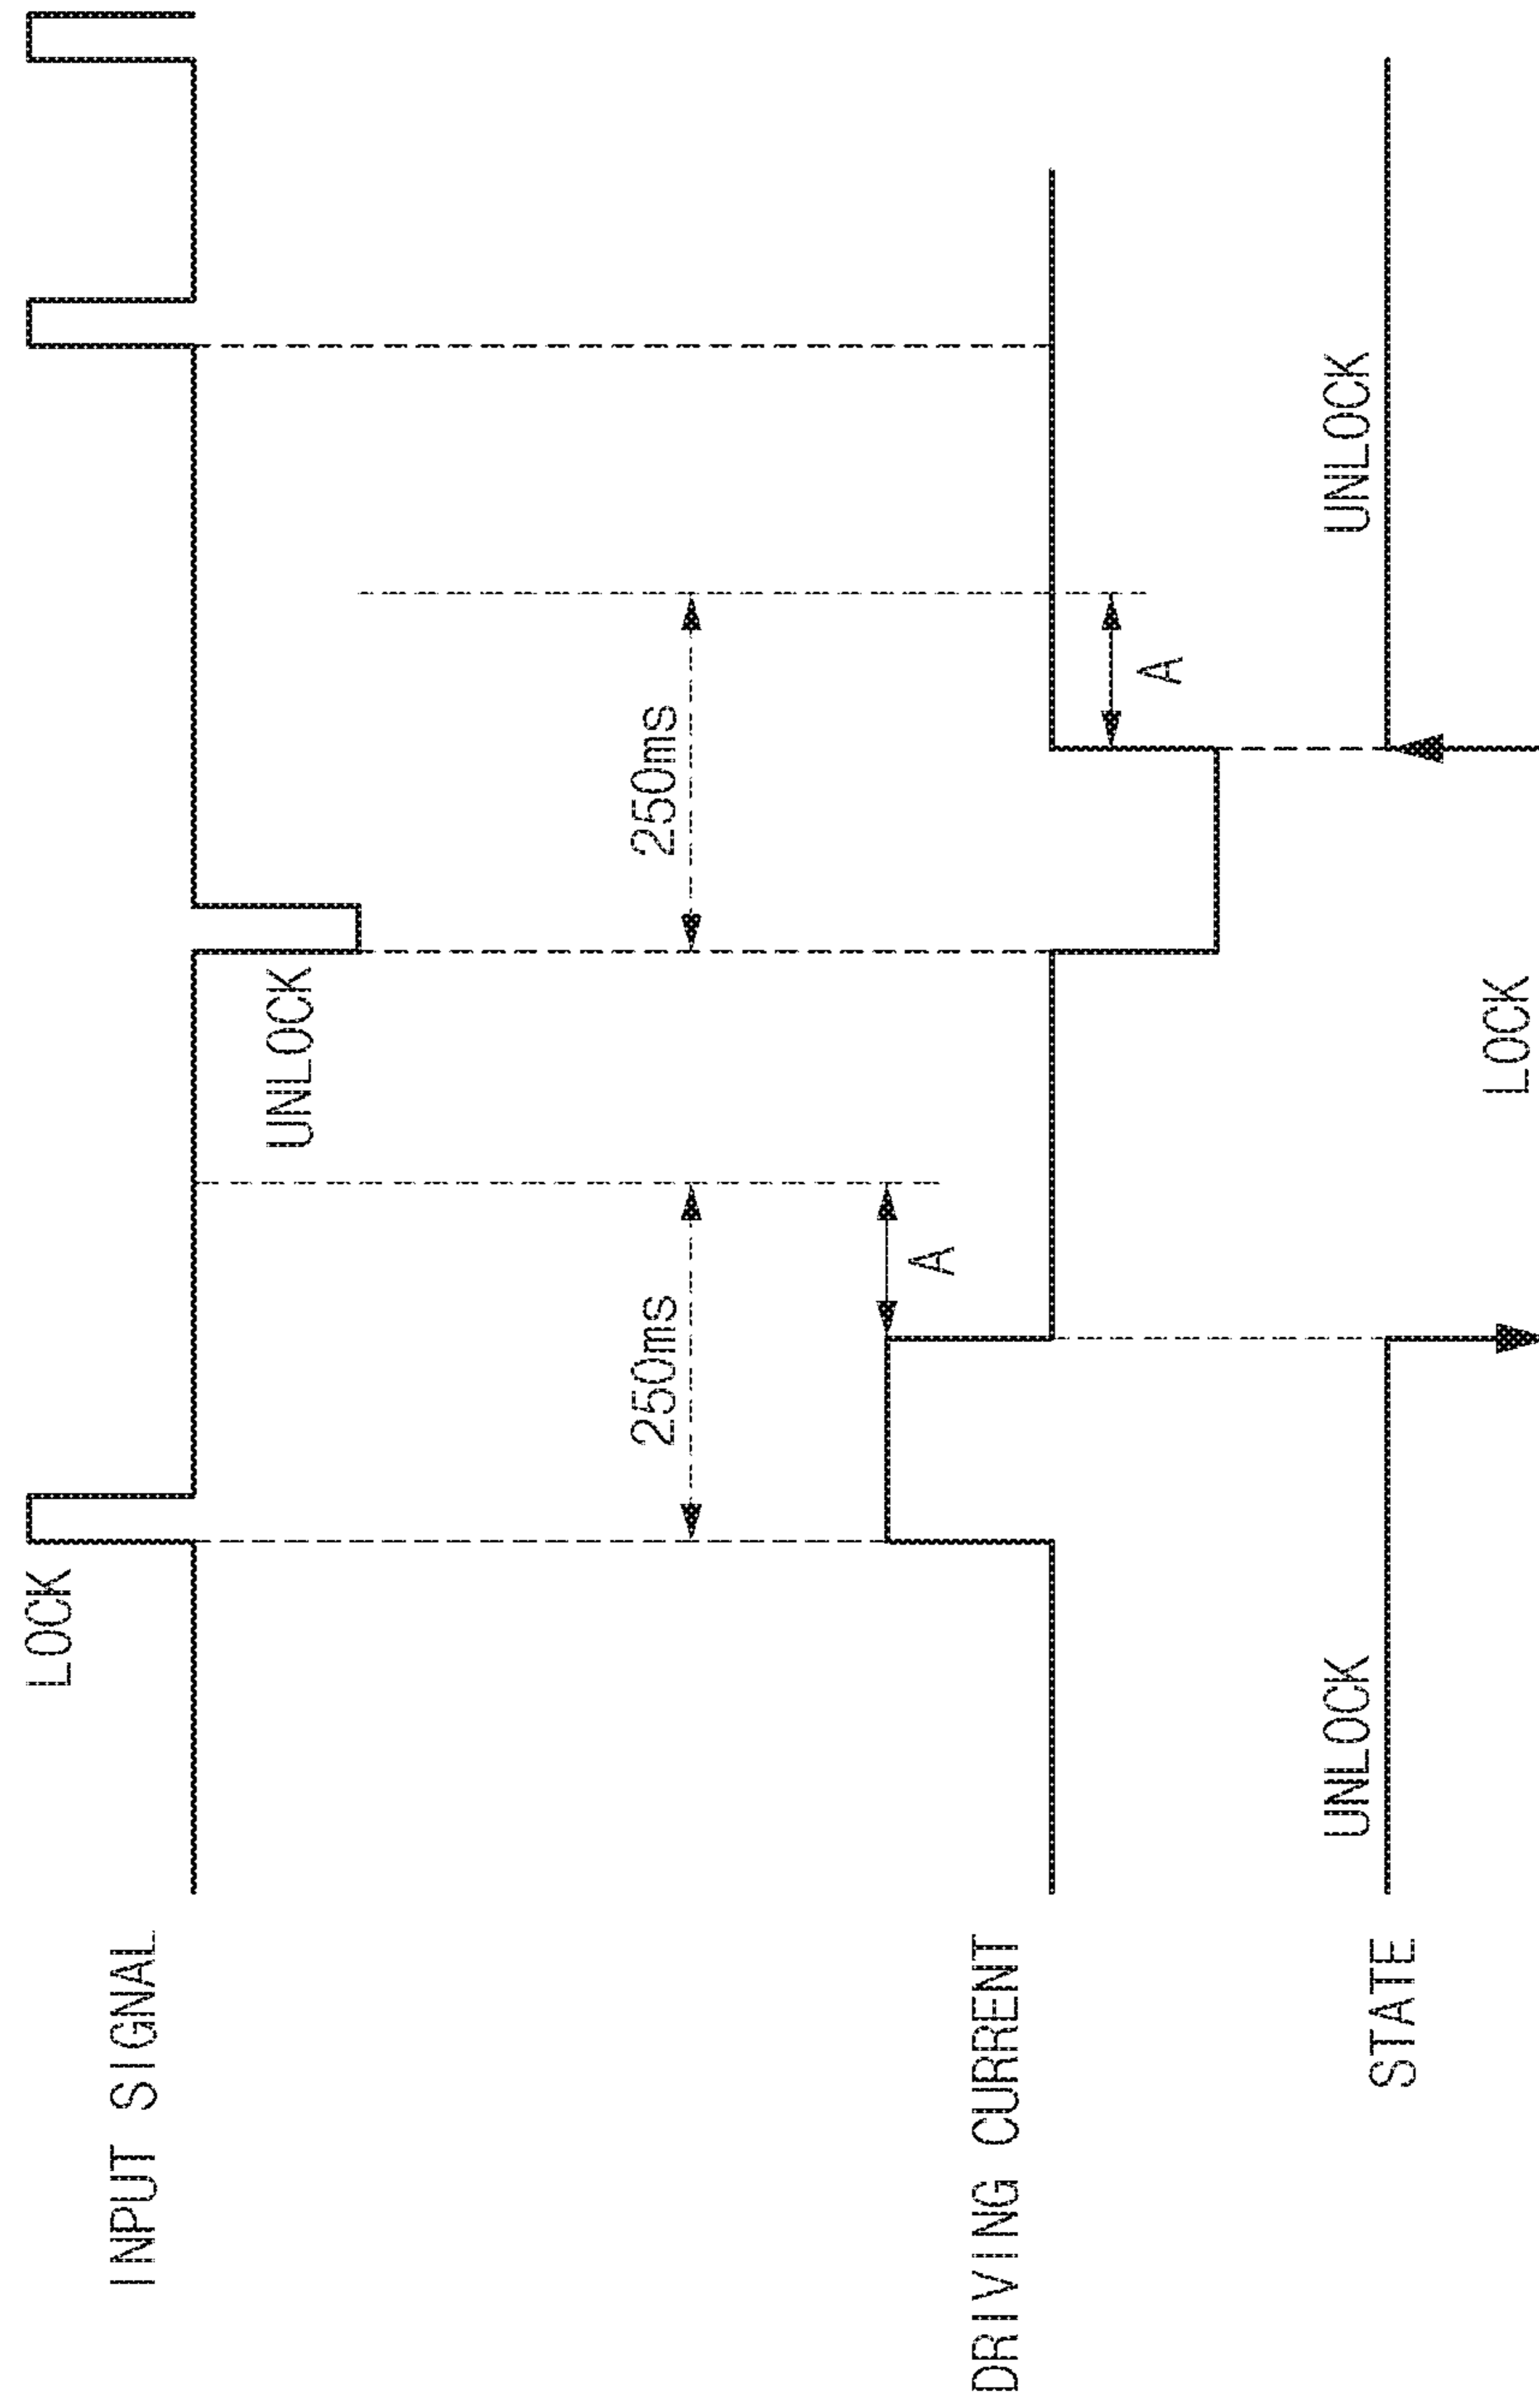 INPUT SIGNAL
LOCK
UNLOCK
250ms
250ms
DRIVING CURRENT
A
A
STATE
UNLOCK
LOCK
UNLOCK